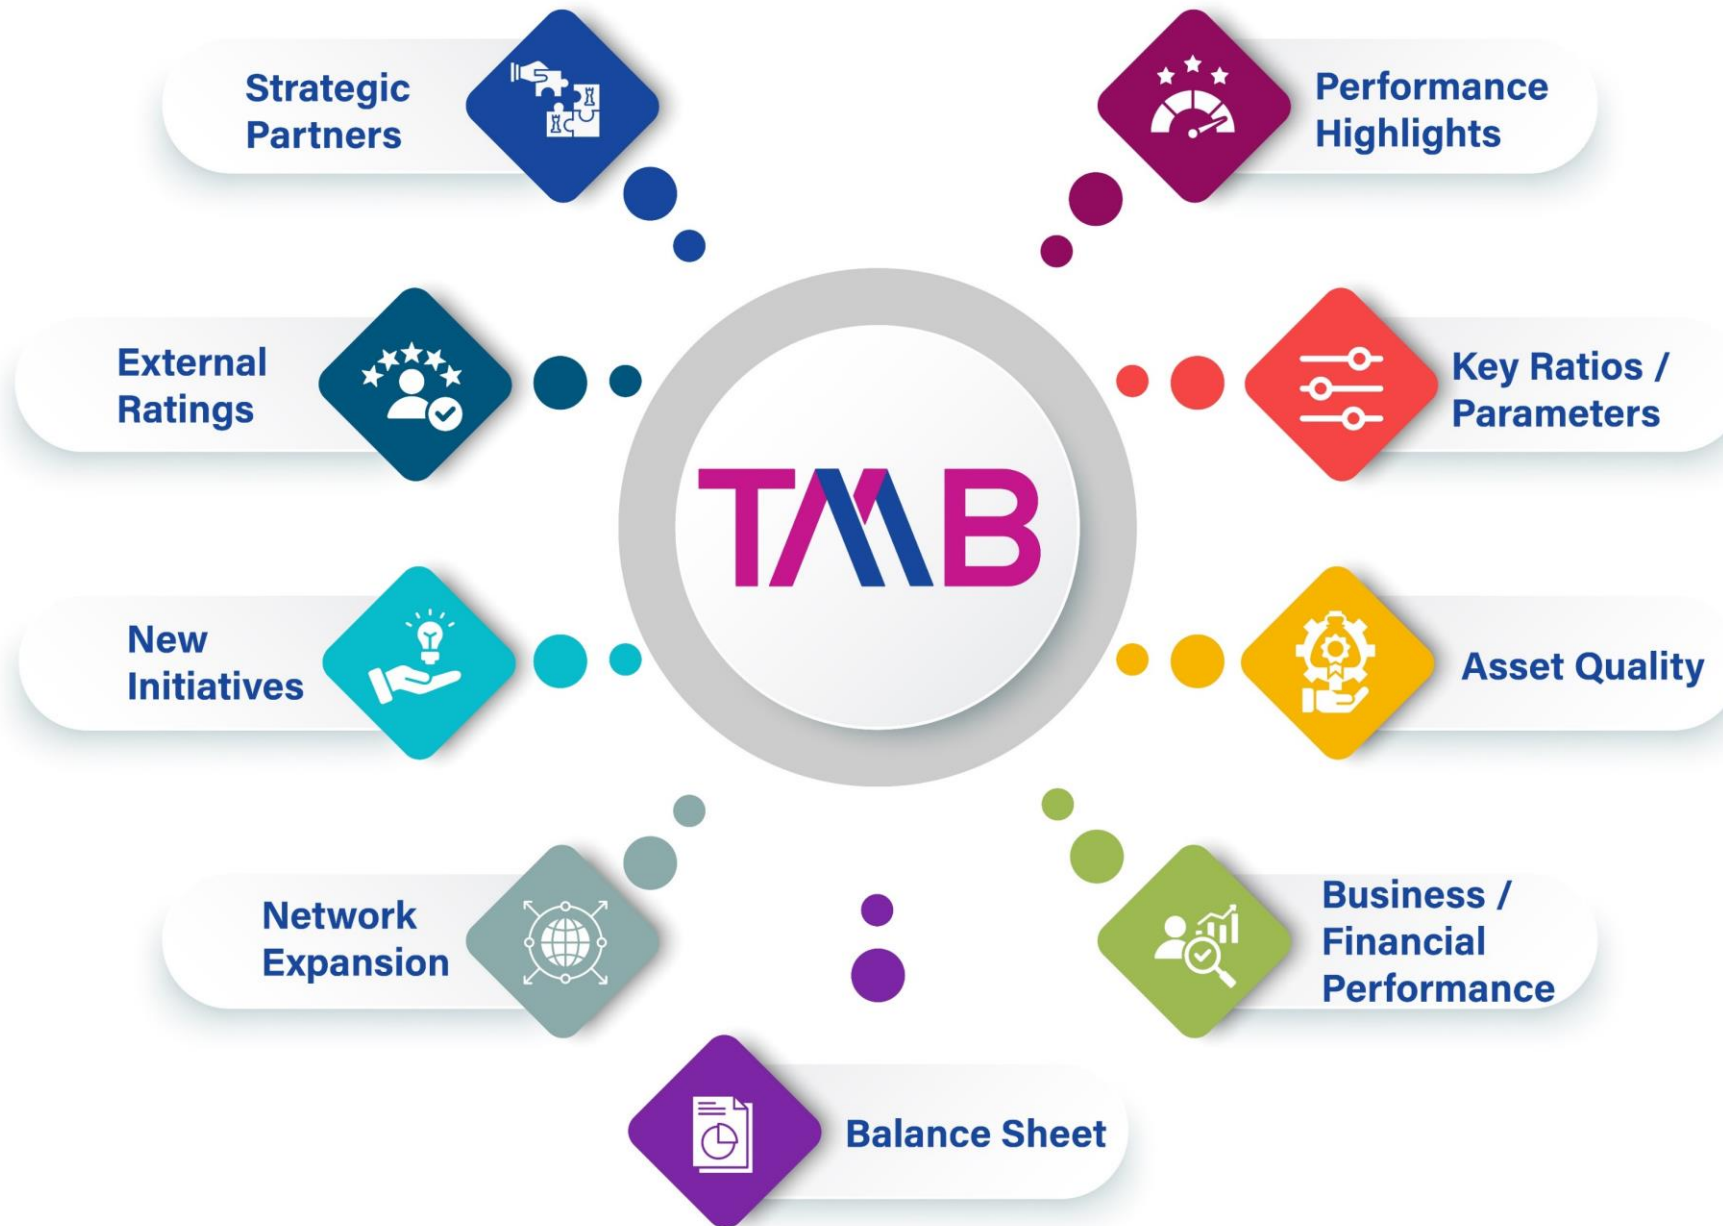 Strategic
Partners
Performance
Highlights
External
Ratings
Key Ratios /
Parameters
TMB
New
Initiatives
Asset Quality
Network
Expansion
Business /
Financial
Performance
Balance Sheet